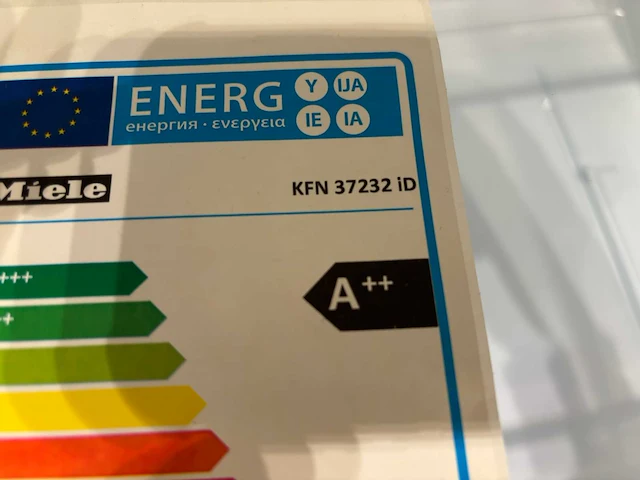 ENERG Y IJA
енергия · ενεργεια IE IA
Miele KFN 37232 iD
+++
A++
++